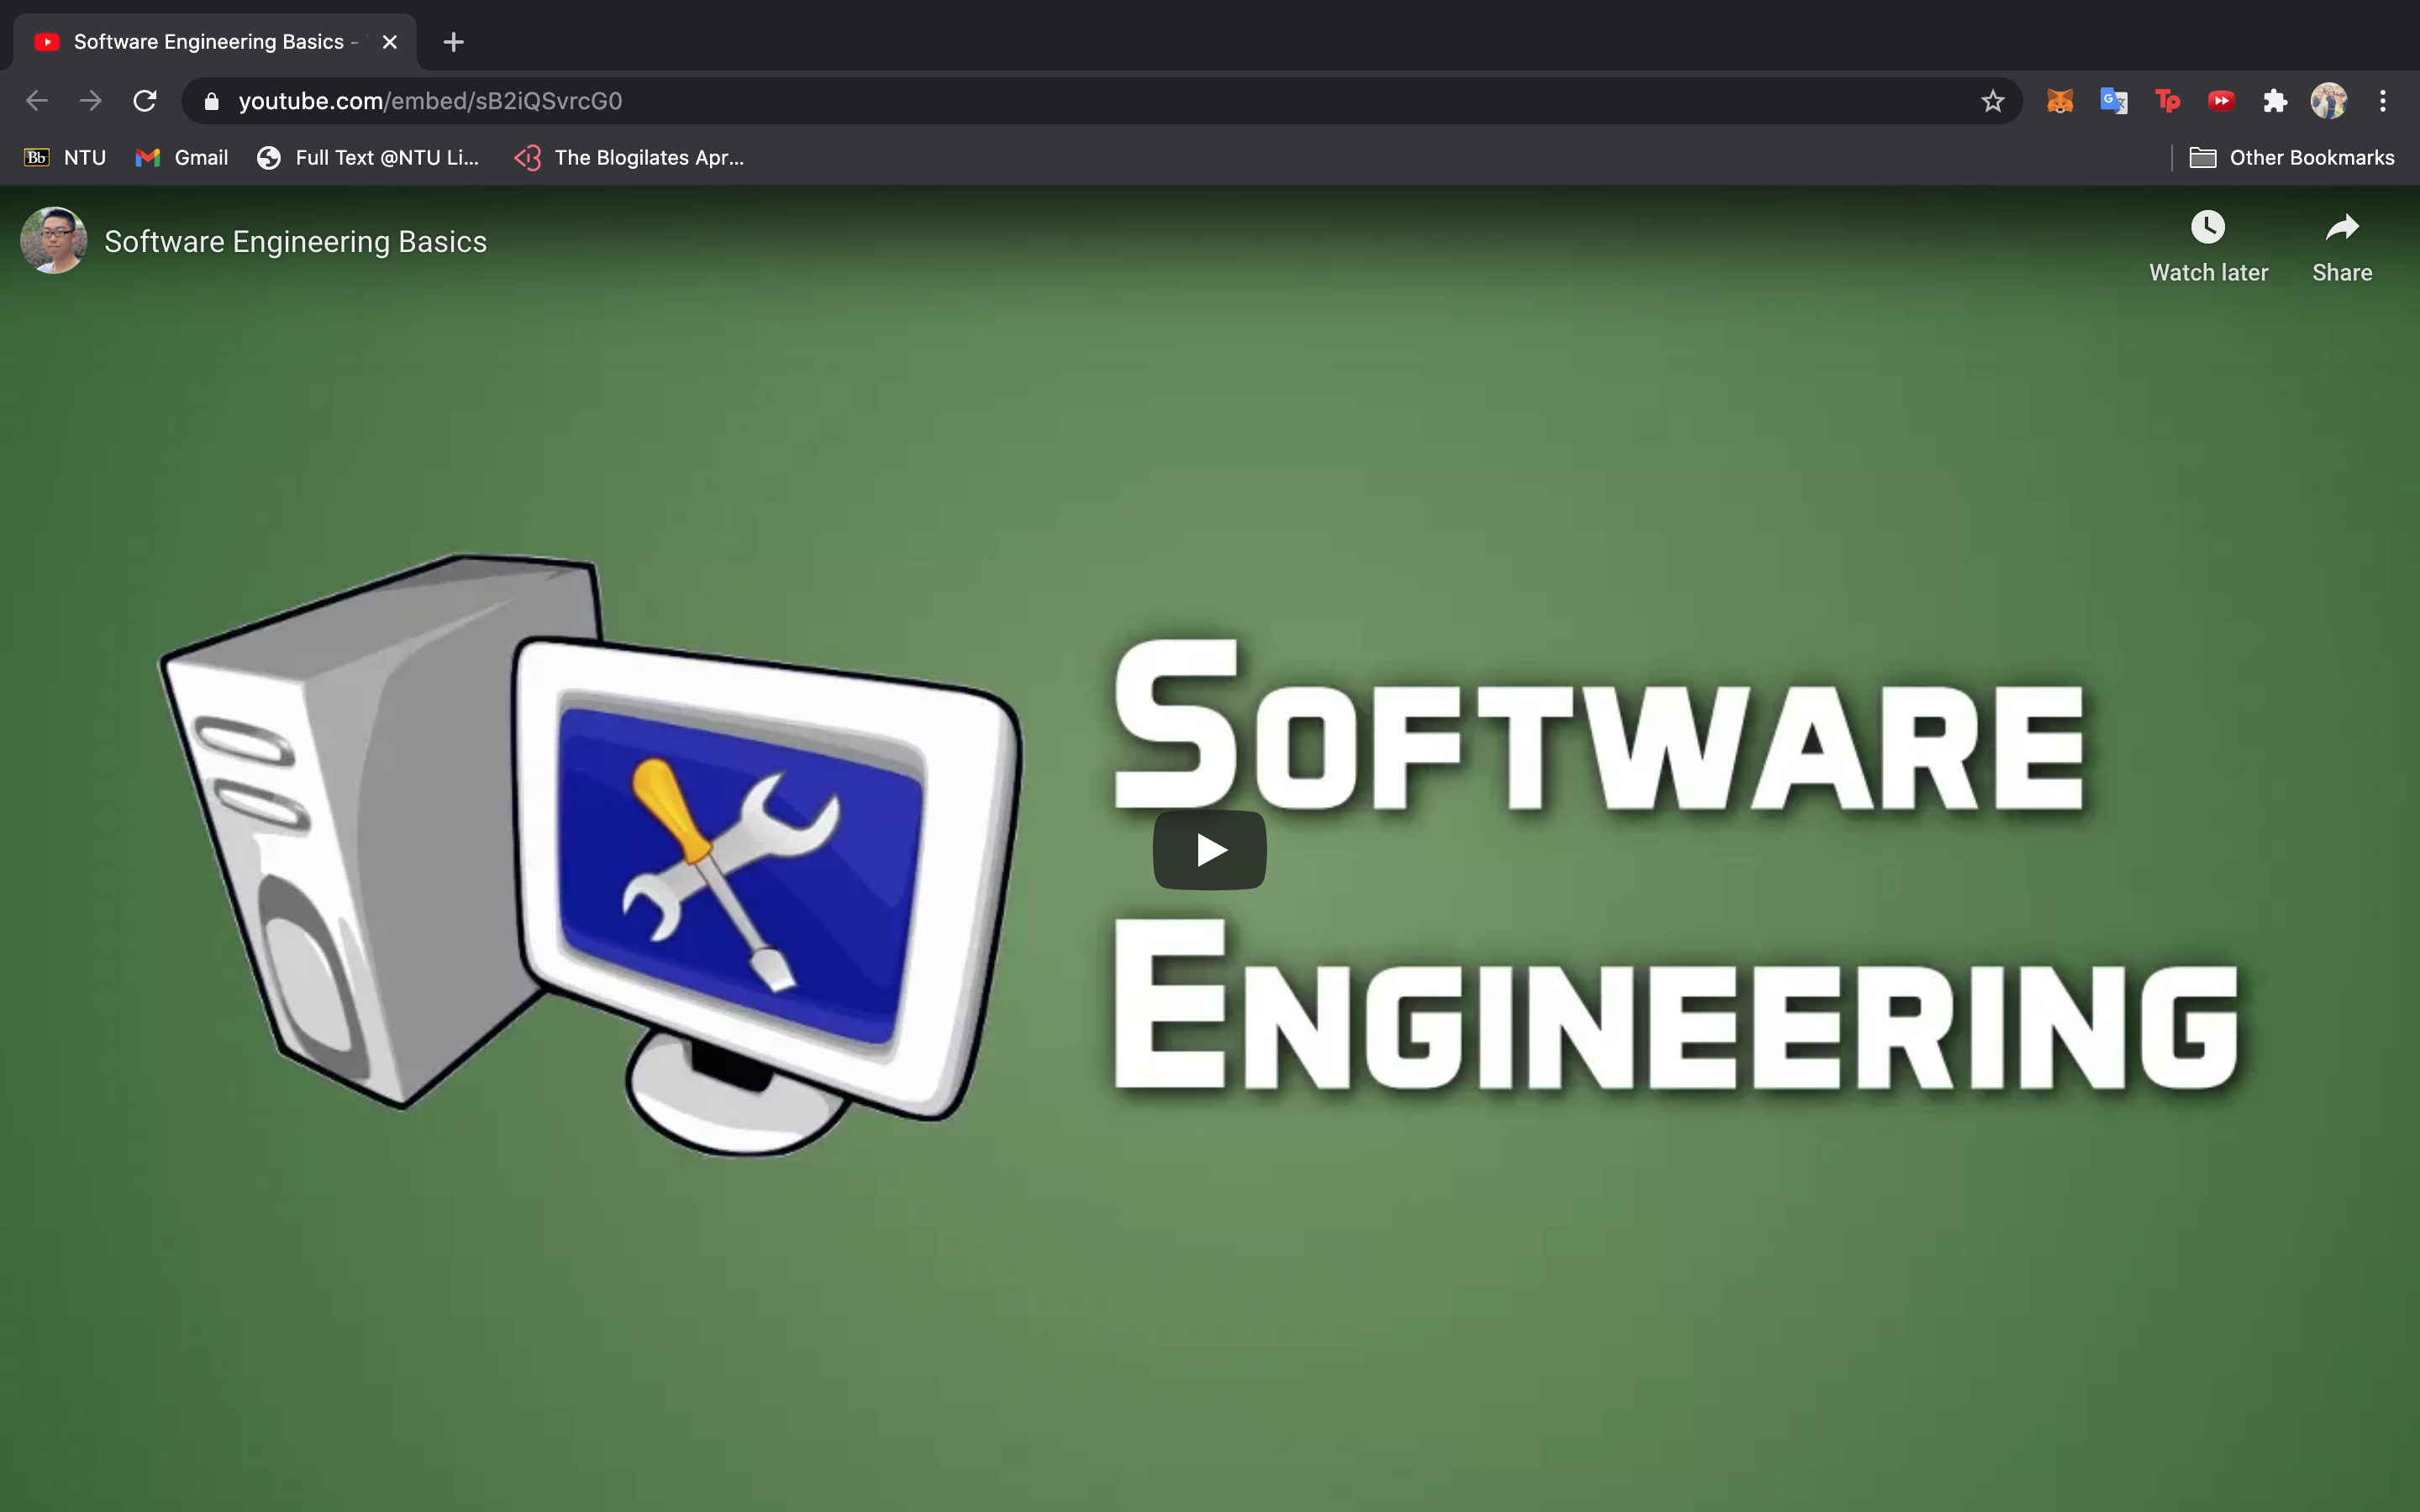 Software Engineering Basics -
youtube.com/embed/sB2iQSvrcG0
Bb NTU Gmail Full Text @NTU Li... The Blogilates Apr... Other Bookmarks
Software Engineering Basics
Watch later Share
SOFTWARE
ENGINEERING